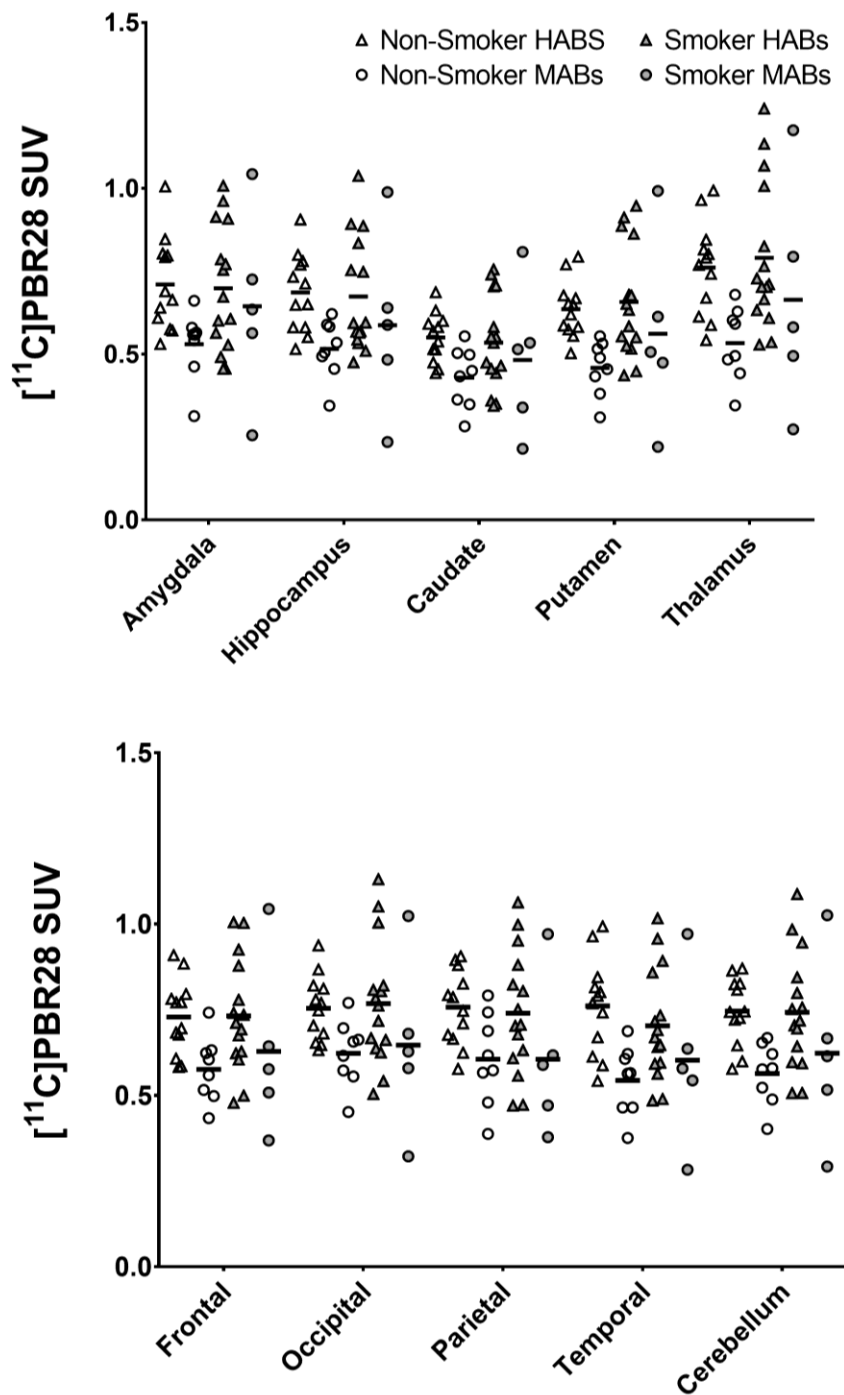 1.5
Non-Smoker HABS Smoker HABs
Non-Smoker MABs Smoker MABs
1.0
[¹¹C]PBR28 SUV
0.5
0.0
Amygdala Hippocampus Caudate Putamen Thalamus
1.5
1.0
[¹¹C]PBR28 SUV
0.5
0.0
Frontal Occipital Parietal Temporal Cerebellum